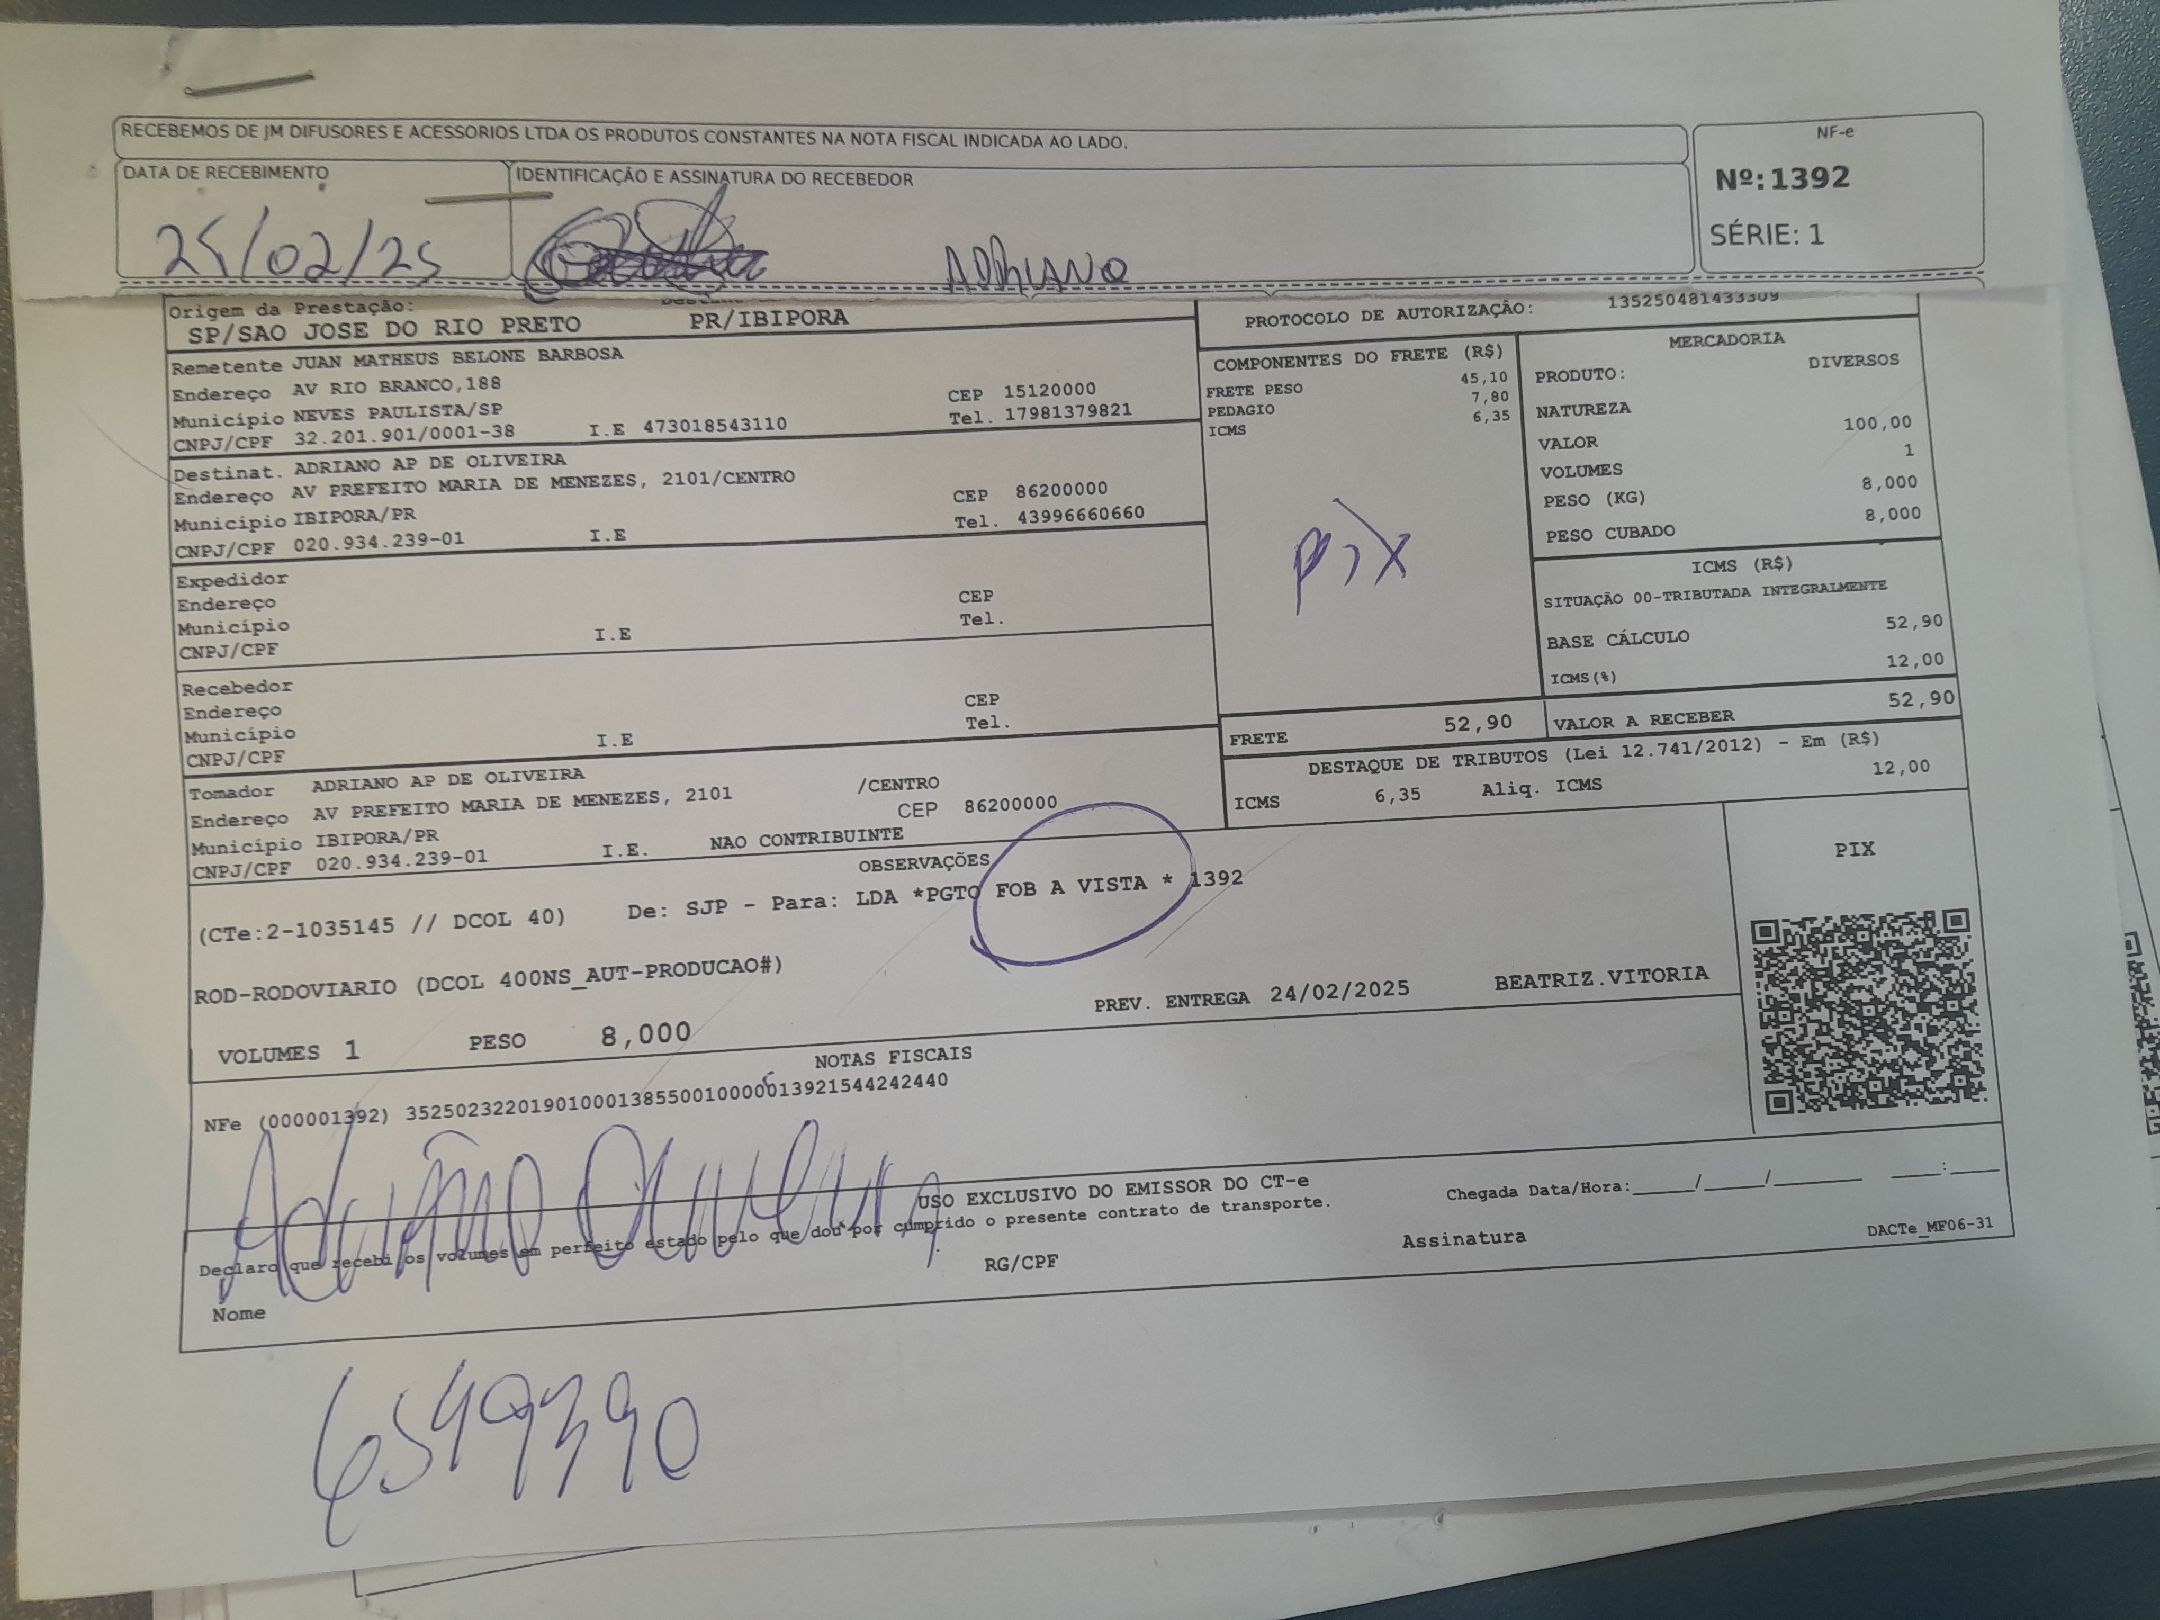 RECEBEMOS DE JM DIFUSORES E ACESSORIOS LTDA OS PRODUTOS CONSTANTES NA NOTA FISCAL INDICADA AO LADO.
NF-e
Nº: 1392
SÉRIE: 1
DATA DE RECEBIMENTO
25/02/25
IDENTIFICAÇÃO E ASSINATURA DO RECEBEDOR
ADRIANO
Origem da Prestação:
SP/SAO JOSE DO RIO PRETO PR/IBIPORA
PROTOCOLO DE AUTORIZAÇÃO: 135250481433309
Remetente JUAN MATHEUS BELONE BARBOSA
Endereço AV RIO BRANCO,188 CEP 15120000
Município NEVES PAULISTA/SP Tel. 17981379821
CNPJ/CPF 32.201.901/0001-38 I.E 473018543110
Destinat. ADRIANO AP DE OLIVEIRA
Endereço AV PREFEITO MARIA DE MENEZES, 2101/CENTRO CEP 86200000
Município IBIPORA/PR Tel. 43996660660
CNPJ/CPF 020.934.239-01 I.E
Expedidor
Endereço CEP
Município Tel.
CNPJ/CPF I.E
Recebedor
Endereço CEP
Município Tel.
CNPJ/CPF I.E
Tomador ADRIANO AP DE OLIVEIRA
Endereço AV PREFEITO MARIA DE MENEZES, 2101 /CENTRO
Município IBIPORA/PR CEP 86200000
CNPJ/CPF 020.934.239-01 I.E. NAO CONTRIBUINTE
COMPONENTES DO FRETE (R$)
FRETE PESO 45,10
PEDAGIO 7,80
ICMS 6,35
Pix
MERCADORIA
PRODUTO: DIVERSOS
NATUREZA
VALOR 100,00
VOLUMES 1
PESO (KG) 8,000
PESO CUBADO 8,000
ICMS (R$)
SITUAÇÃO 00-TRIBUTADA INTEGRALMENTE
BASE CÁLCULO 52,90
ICMS(%) 12,00
FRETE 52,90 VALOR A RECEBER 52,90
DESTAQUE DE TRIBUTOS (Lei 12.741/2012) - Em (R$)
ICMS 6,35 Aliq. ICMS 12,00
OBSERVAÇÕES
(CTe:2-1035145 // DCOL 40) De: SJP - Para: LDA *PGTO FOB A VISTA * 1392
ROD-RODOVIARIO (DCOL 400NS_AUT-PRODUCAO#)
PREV. ENTREGA 24/02/2025 BEATRIZ.VITORIA
VOLUMES 1 PESO 8,000
PIX
NOTAS FISCAIS
NFe (000001392) 35250232201901000138550010000013921544242440
Adriano Oliveira
USO EXCLUSIVO DO EMISSOR DO CT-e
Declaro que recebi os volumes em perfeito estado pelo que dou por cumprido o presente contrato de transporte.
Chegada Data/Hora:_____/_____/_______ ____:____
Nome RG/CPF Assinatura
DACTe_MF06-31
6549390